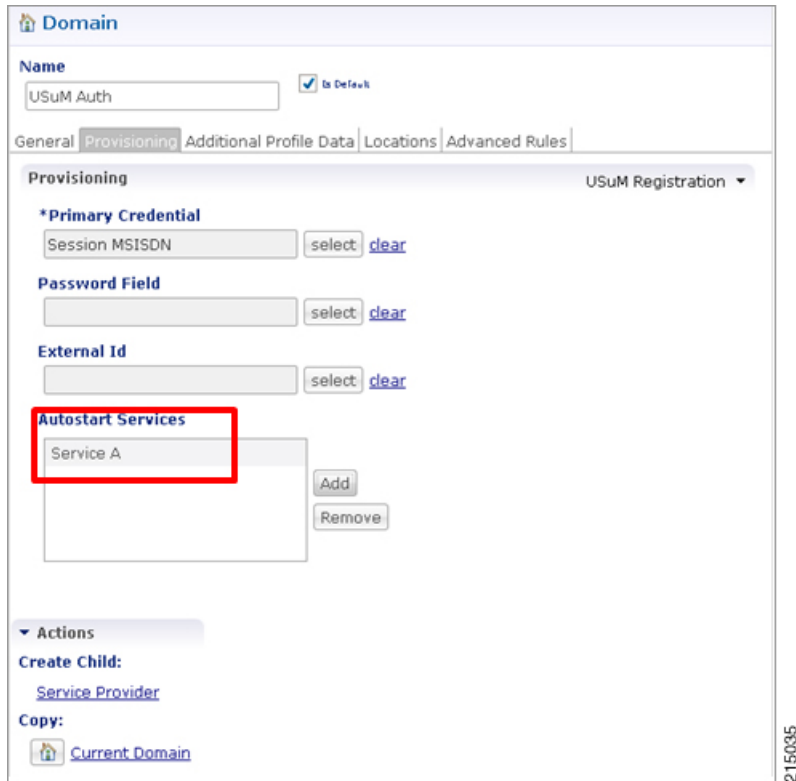 Domain
Name
USuM Auth
Is Default
General Provisioning Additional Profile Data Locations Advanced Rules
Provisioning USuM Registration
*Primary Credential
Session MSISDN select clear
Password Field
select clear
External Id
select clear
Autostart Services
Service A
Add
Remove
Actions
Create Child:
Service Provider
Copy:
Current Domain
215035